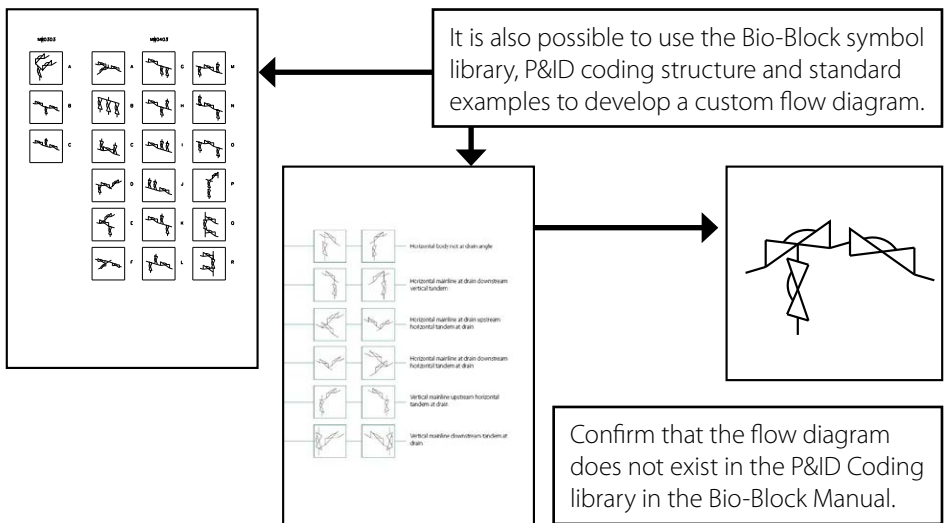 It is also possible to use the Bio-Block symbol
library, P&ID coding structure and standard
examples to develop a custom flow diagram.
M
A
A
G
M
B
B
H
N
C
C
I
O
D
J
P
E
K
Q
F
L
R
Horizontal body not at drain angle
Horizontal mainline at drain downstream
vertical tandem
Horizontal mainline at drain upstream
horizontal tandem at drain
Horizontal mainline at drain downstream
horizontal tandem at drain
Vertical mainline upstream horizontal
tandem at drain
Vertical mainline downstream tandem at
drain
Confirm that the flow diagram
does not exist in the P&ID Coding
library in the Bio-Block Manual.